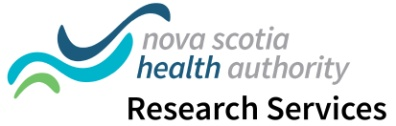 nova scotia
health authority
Research Services